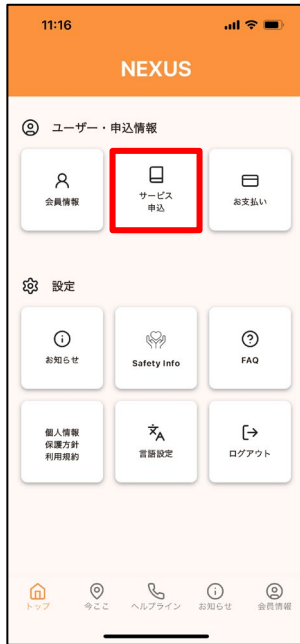 11:16
NEXUS
ユーザー・申込情報
会員情報
サービス
申込
お支払い
設定
お知らせ
Safety Info
FAQ
個人情報
保護方針
利用規約
言語設定
ログアウト
トップ
今ここ
ヘルプライン
お知らせ
会員情報